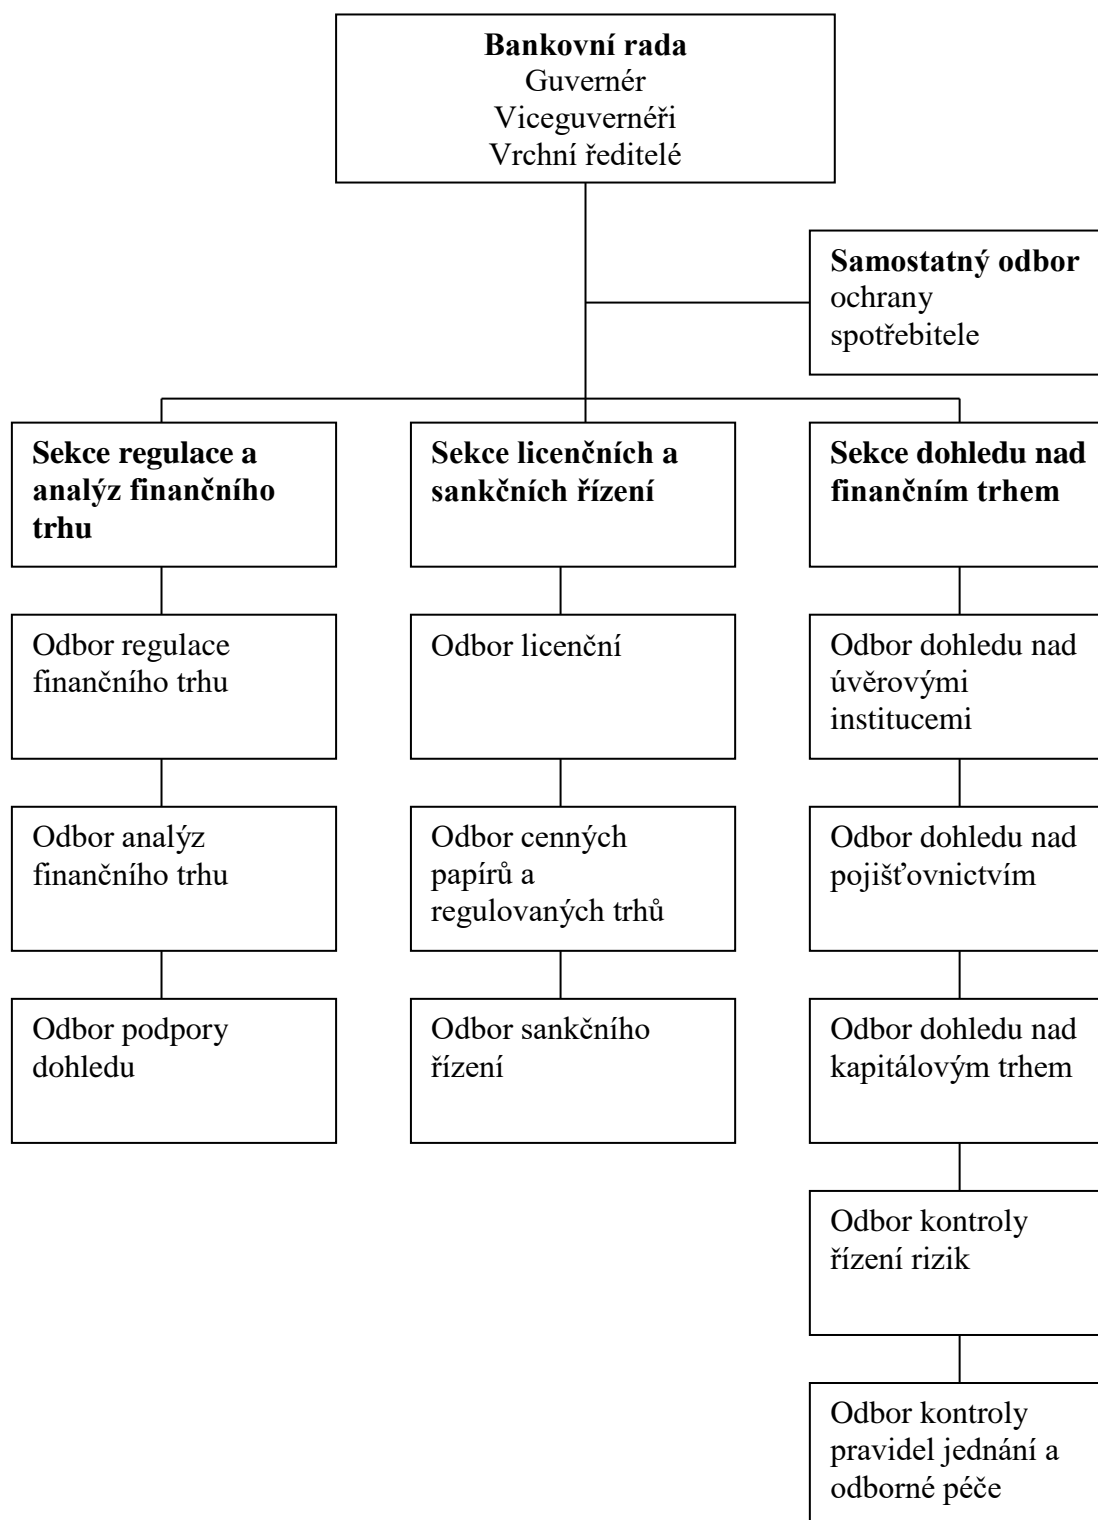 Bankovní rada
Guvernér
Viceguvernéři
Vrchní ředitelé
Samostatný odbor
ochrany
spotřebitele
Sekce regulace a
analýz finančního
trhu
Sekce licenčních a
sankčních řízení
Sekce dohledu nad
finančním trhem
Odbor regulace
finančního trhu
Odbor licenční
Odbor dohledu nad
úvěrovými
institucemi
Odbor analýz
finančního trhu
Odbor cenných
papírů a
regulovaných trhů
Odbor dohledu nad
pojišťovnictvím
Odbor podpory
dohledu
Odbor sankčního
řízení
Odbor dohledu nad
kapitálovým trhem
Odbor kontroly
řízení rizik
Odbor kontroly
pravidel jednání a
odborné péče